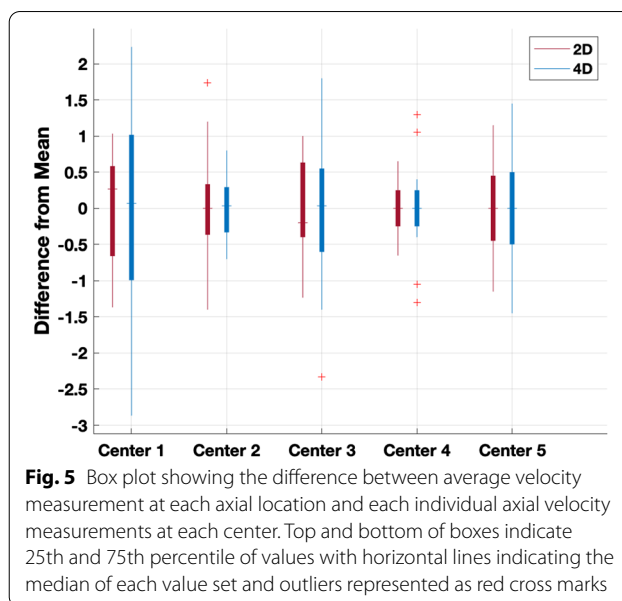 2D
4D
2
1.5
1
0.5
0
-0.5
-1
-1.5
-2
-2.5
-3
Difference from Mean
Center 1 Center 2 Center 3 Center 4 Center 5
Fig. 5 Box plot showing the difference between average velocity
measurement at each axial location and each individual axial velocity
measurements at each center. Top and bottom of boxes indicate
25th and 75th percentile of values with horizontal lines indicating the
median of each value set and outliers represented as red cross marks